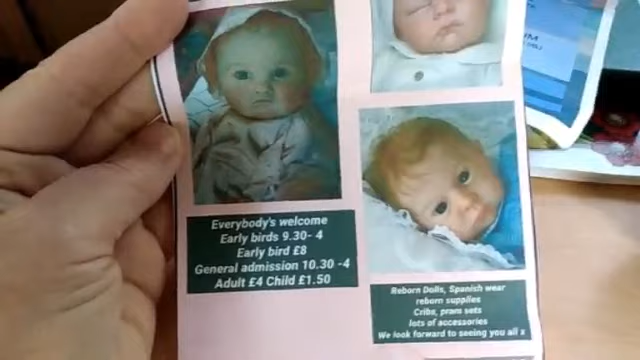 Everybody's welcome
Early birds 9.30- 4
Early bird £8
General admission 10.30 -4
Adult £4 Child £1.50
Reborn Dolls, Spanish wear
reborn supplies
Cribs, pram sets
lots of accessories
We look forward to seeing you all x